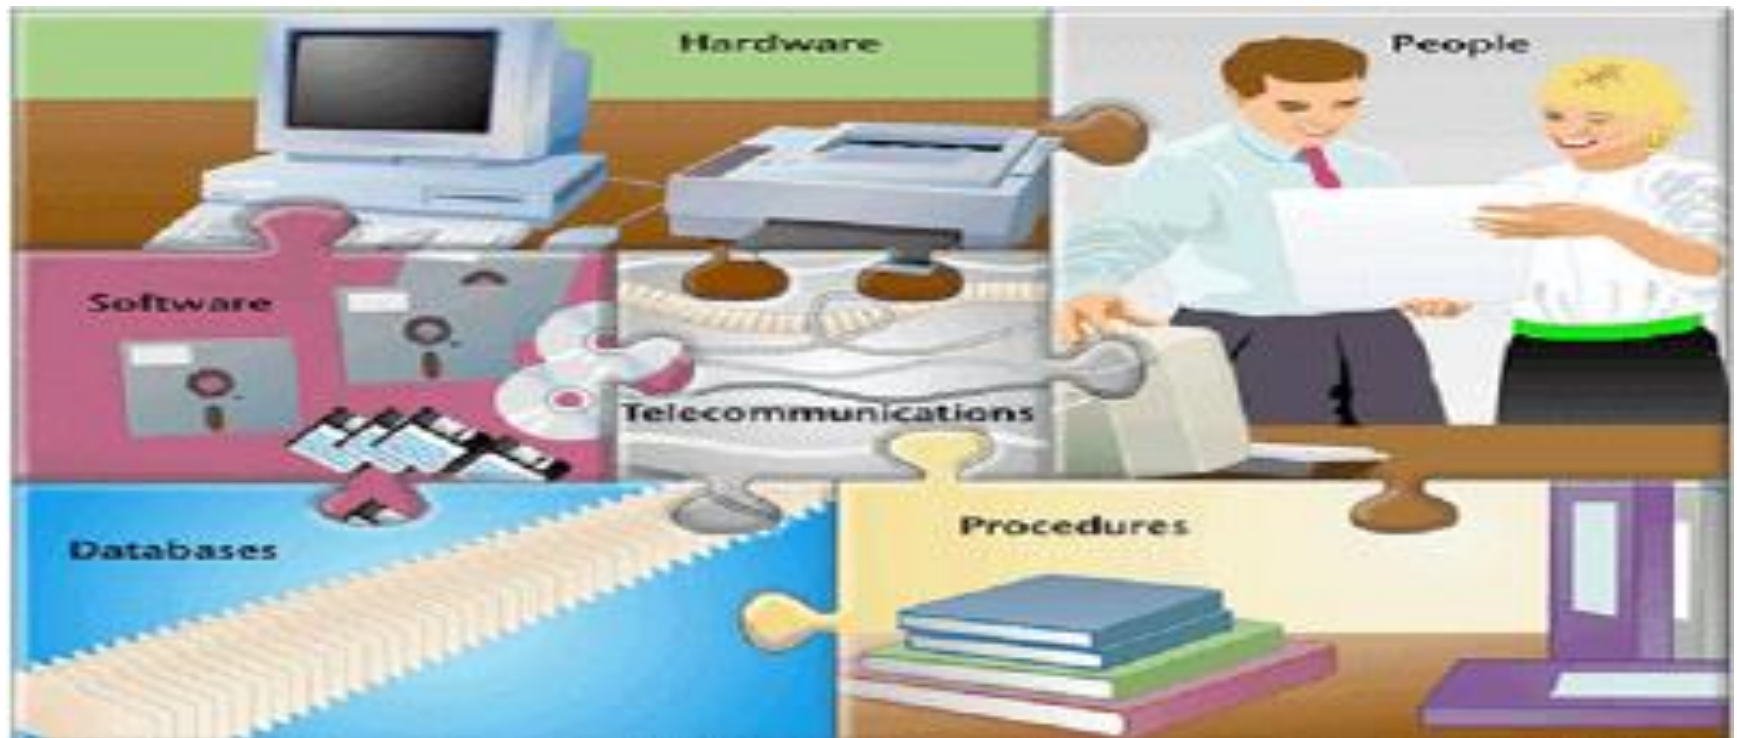 Hardware
People
Software
Telecommunications
Databases
Procedures